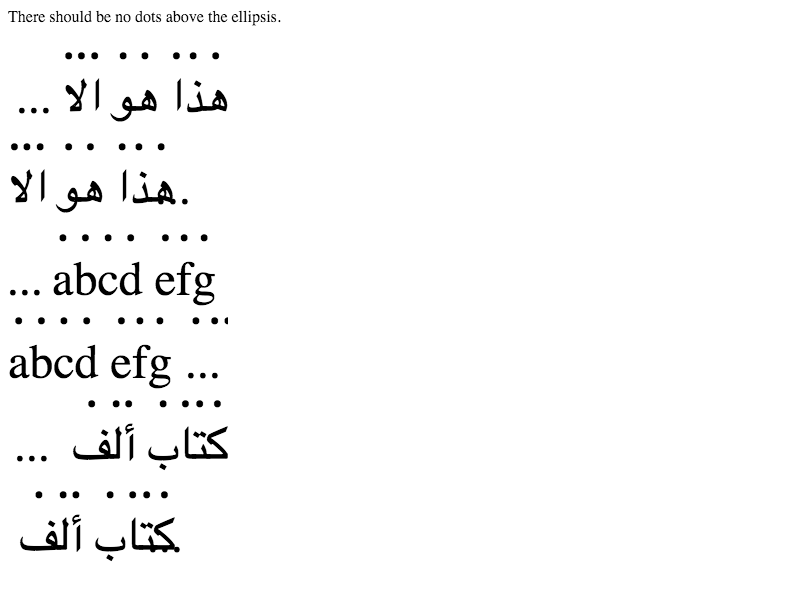 There should be no dots above the ellipsis.
هذا هو الا ...
هذا هو الا.
... abcd efg
abcd efg ...
كتاب ألف ...
كتاب ألف